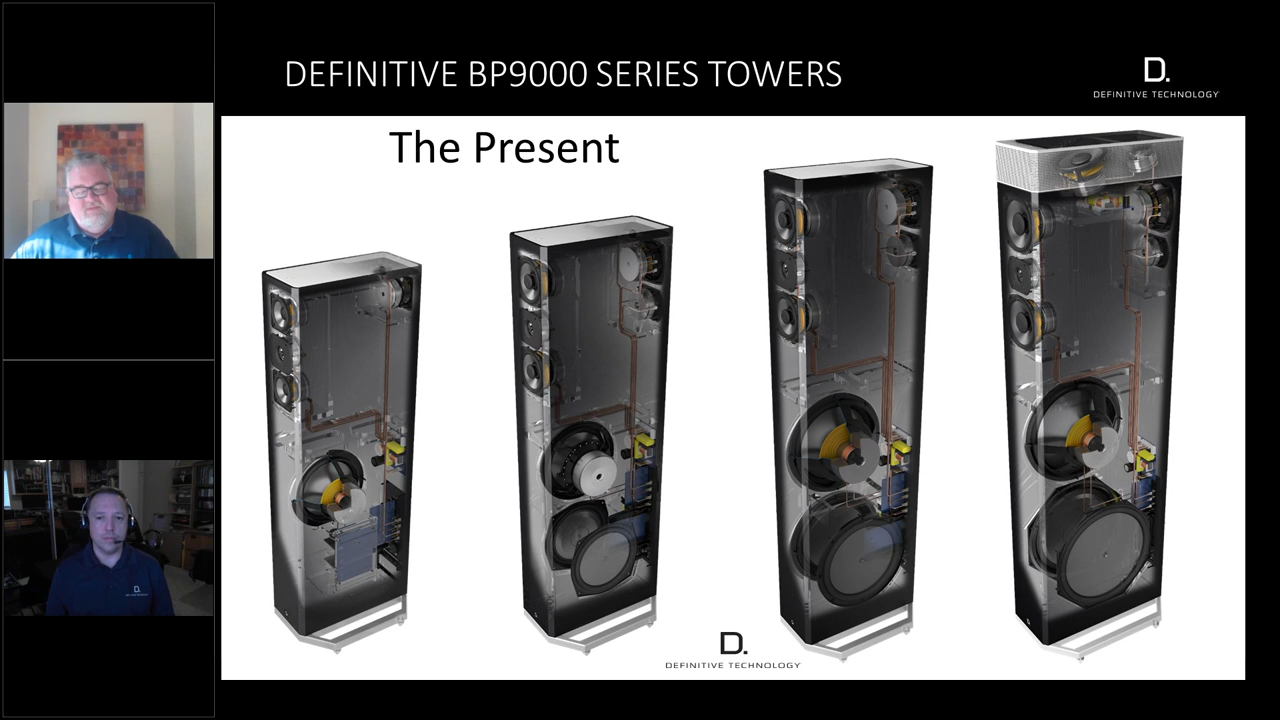 DEFINITIVE BP9000 SERIES TOWERS
D.
DEFINITIVE TECHNOLOGY
The Present
D.
DEFINITIVE TECHNOLOGY
D.